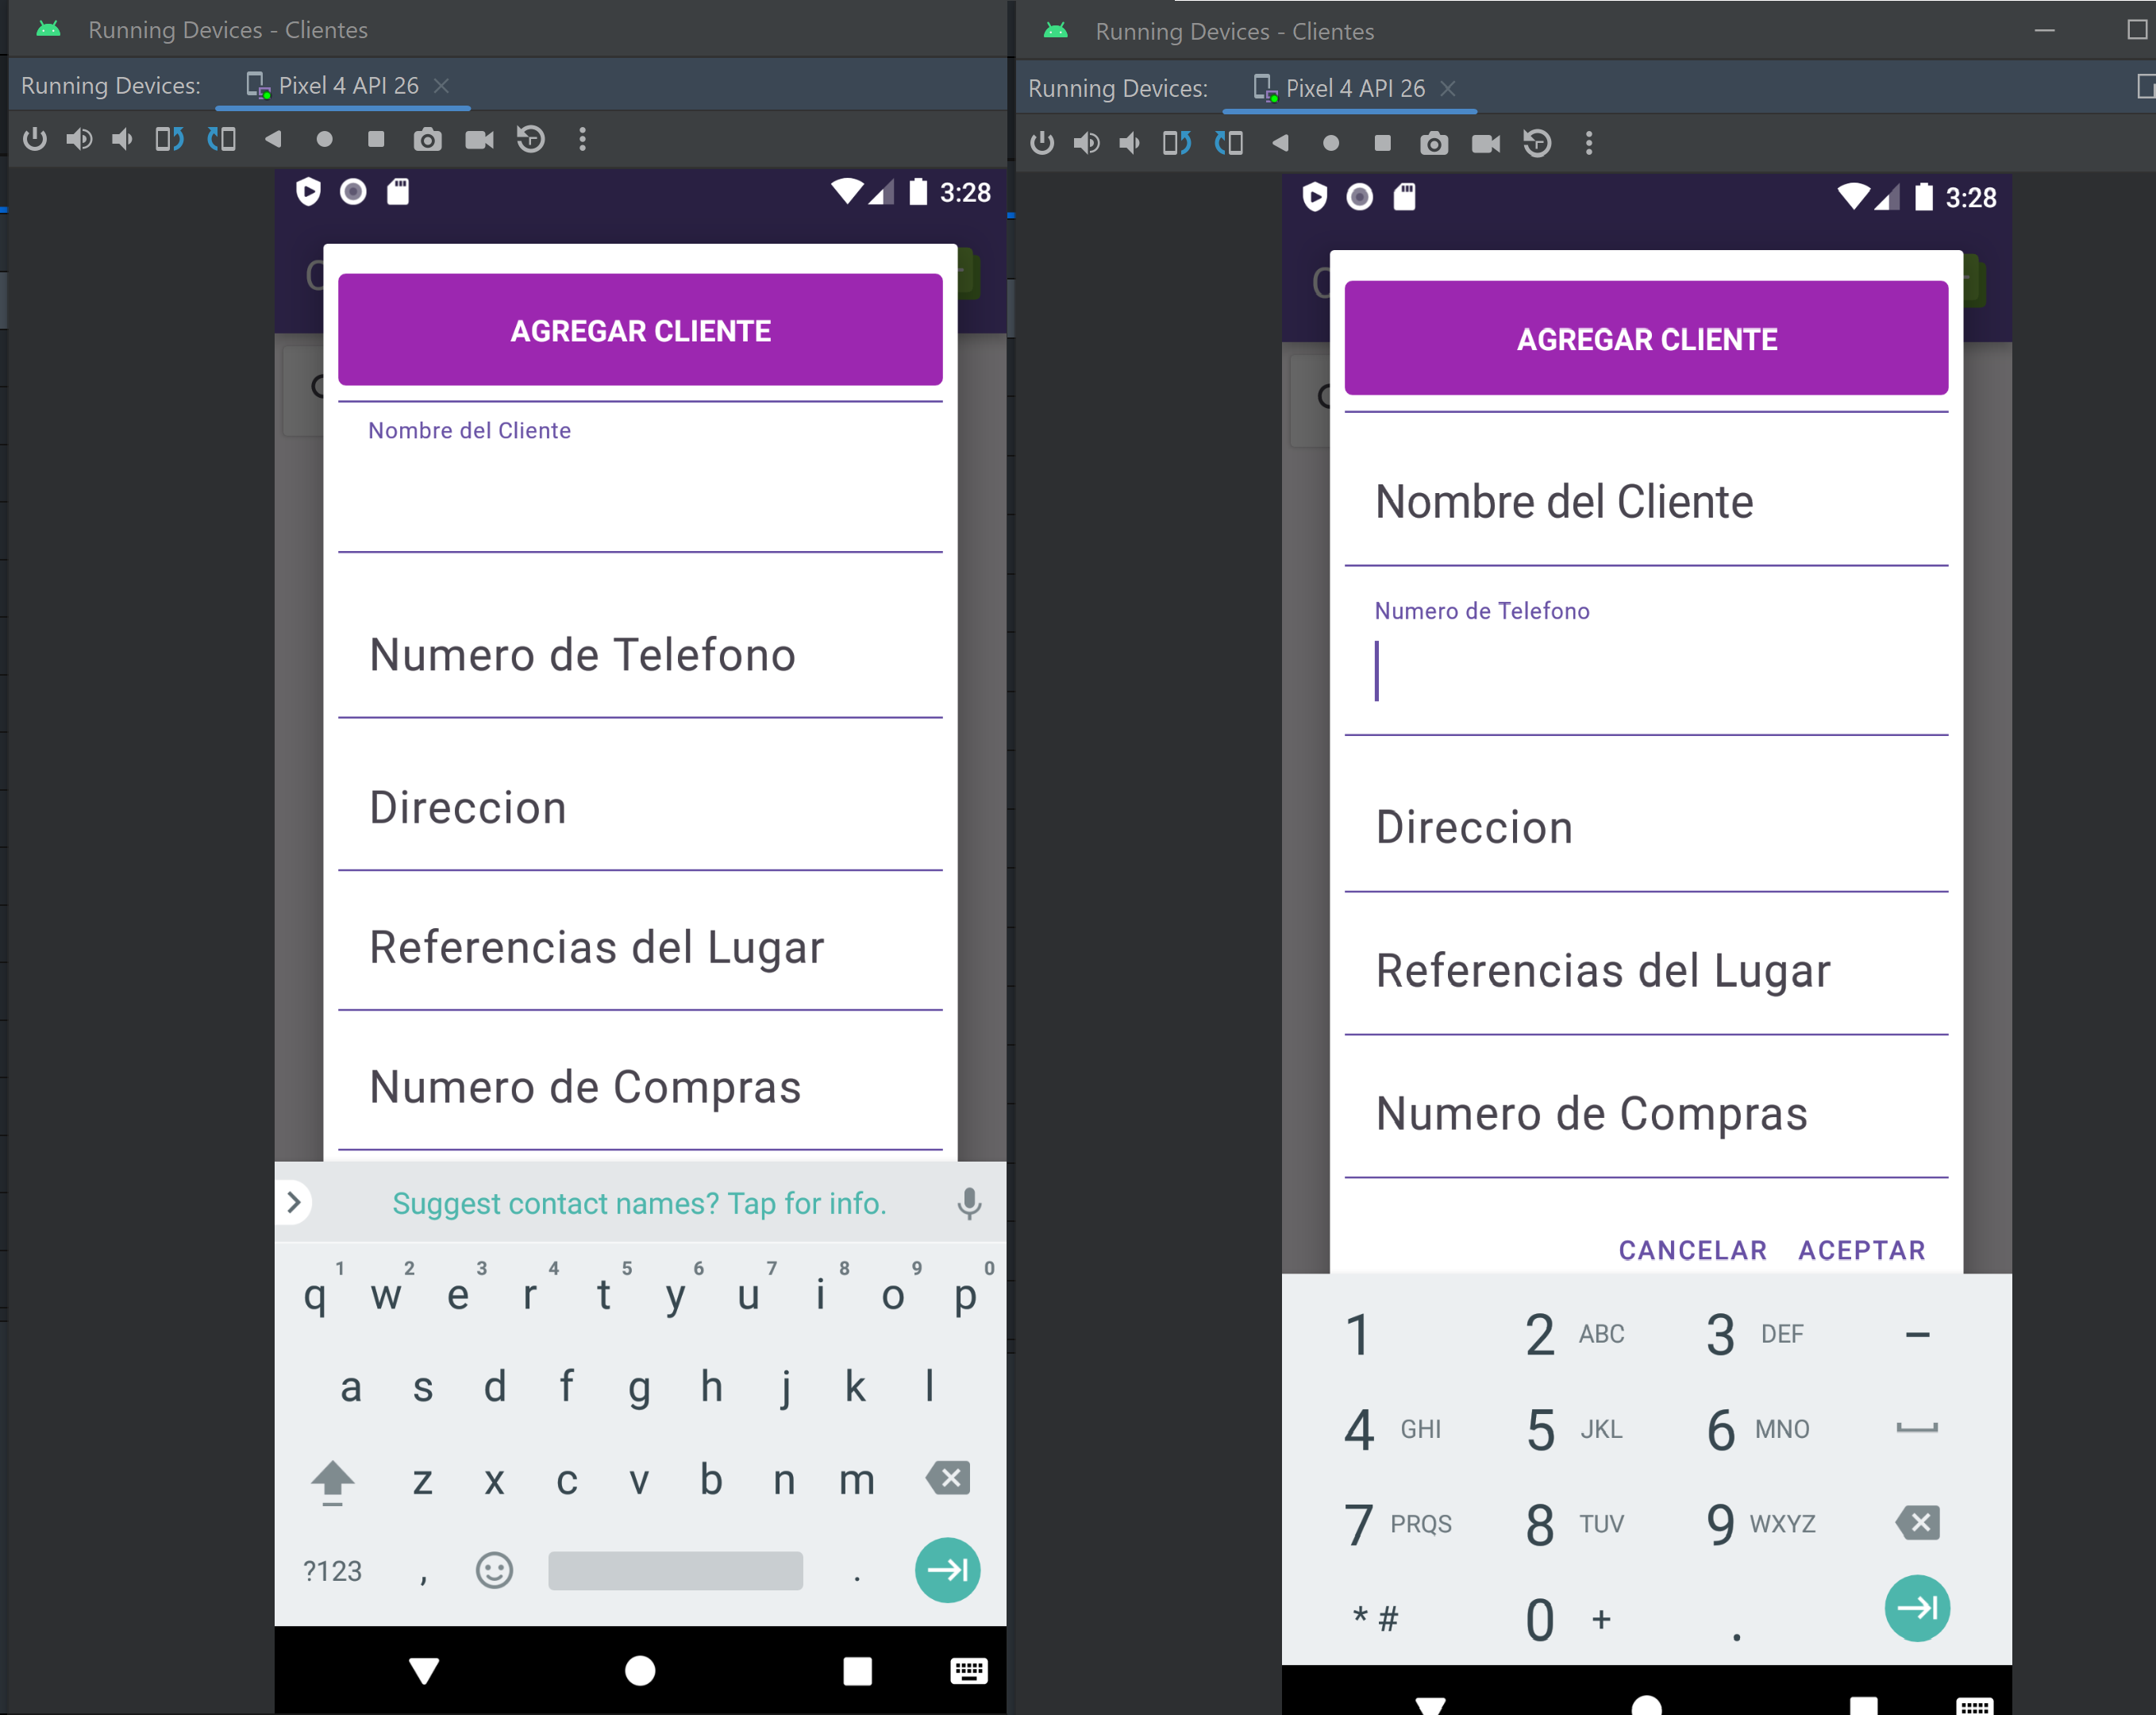 Running Devices - Clientes
Running Devices: Pixel 4 API 26
3:28
C
AGREGAR CLIENTE
Nombre del Cliente
Numero de Telefono
Direccion
Referencias del Lugar
Numero de Compras
Suggest contact names? Tap for info.
1 2 3 4 5 6 7 8 9 0
q w e r t y u i o p
a s d f g h j k l
z x c v b n m
?123 , .
Running Devices - Clientes
Running Devices: Pixel 4 API 26
3:28
C
AGREGAR CLIENTE
Nombre del Cliente
Numero de Telefono
Direccion
Referencias del Lugar
Numero de Compras
CANCELAR ACEPTAR
1 2 ABC 3 DEF –
4 GHI 5 JKL 6 MNO
7 PRQS 8 TUV 9 WXYZ
* # 0 + .